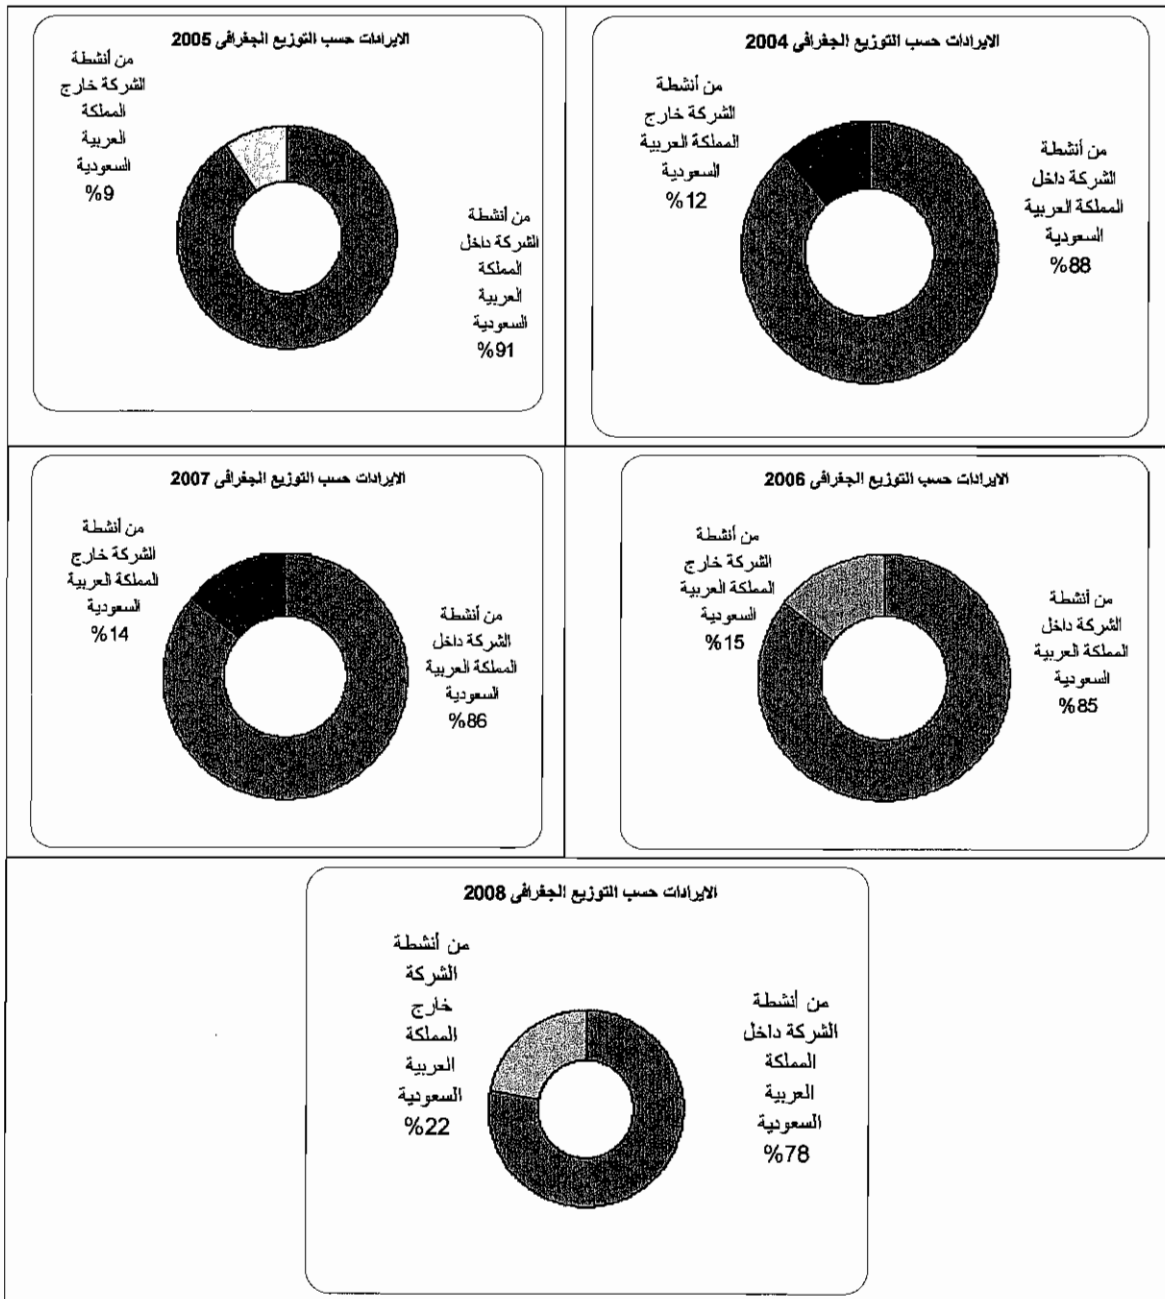 الايرادات حسب التوزيع الجغرافى 2004
من أنشطة
الشركة داخل
المملكة العربية
السعودية
%88
من أنشطة
الشركة خارج
المملكة العربية
السعودية
%12
الايرادات حسب التوزيع الجغرافى 2005
من أنشطة
الشركة داخل
المملكة
العربية
السعودية
%91
من أنشطة
الشركة خارج
المملكة
العربية
السعودية
%9
الايرادات حسب التوزيع الجغرافى 2006
من أنشطة
الشركة داخل
المملكة العربية
السعودية
%85
من أنشطة
الشركة خارج
المملكة العربية
السعودية
%15
الايرادات حسب التوزيع الجغرافى 2007
من أنشطة
الشركة داخل
المملكة العربية
السعودية
%86
من أنشطة
الشركة خارج
المملكة العربية
السعودية
%14
الايرادات حسب التوزيع الجغرافى 2008
من أنشطة
الشركة داخل
المملكة
العربية
السعودية
%78
من أنشطة
الشركة
خارج
المملكة
العربية
السعودية
%22